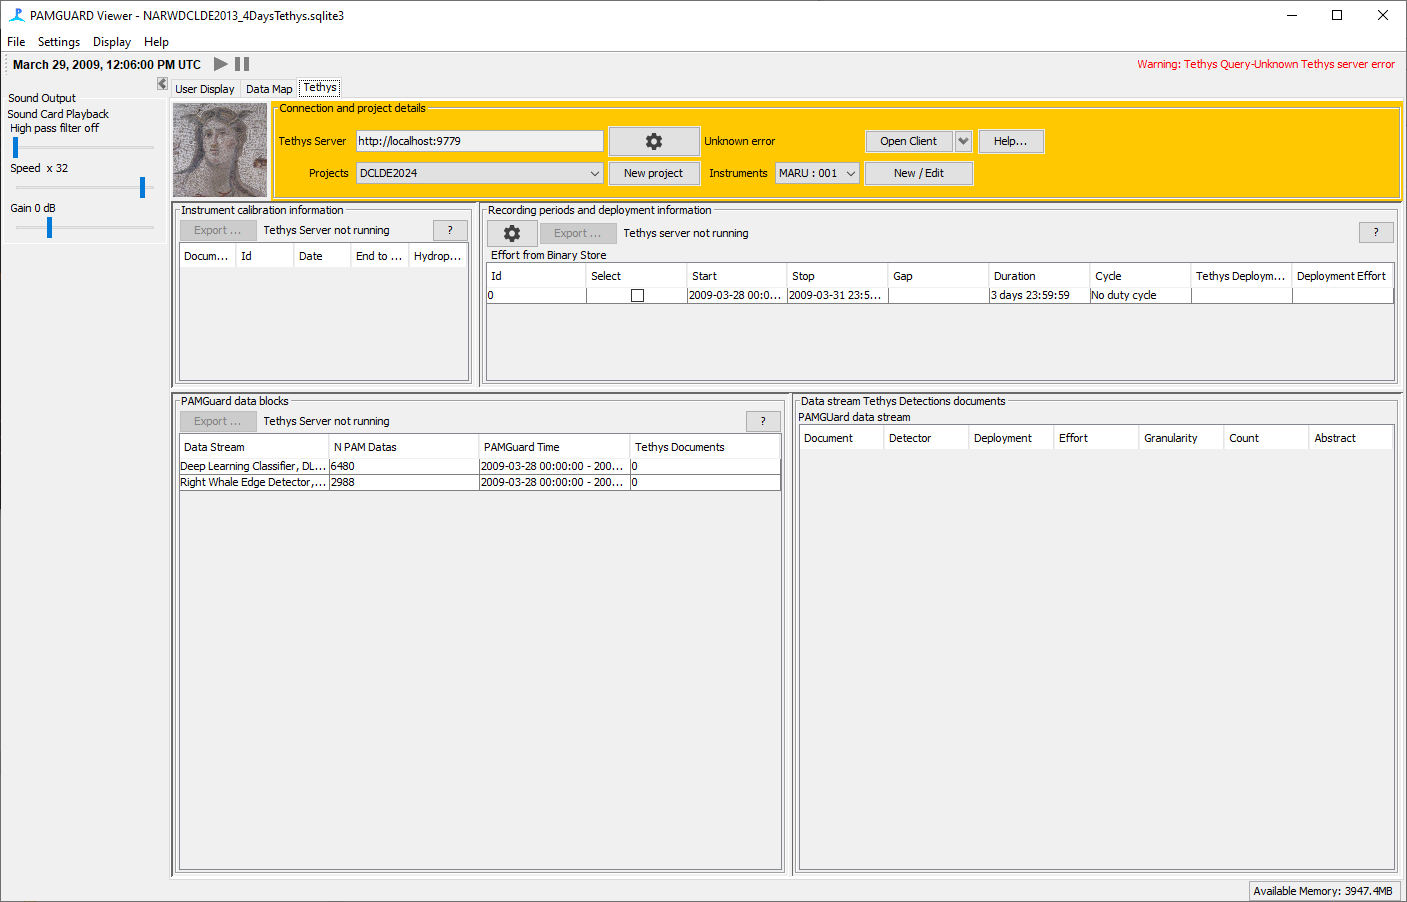 PAMGUARD Viewer - NARWDCLDE2013_4DaysTethys.sqlite3
File Settings Display Help
March 29, 2009, 12:06:00 PM UTC
Warning: Tethys Query-Unknown Tethys server error
User Display Data Map Tethys
Sound Output
Sound Card Playback
High pass filter off
Speed x 32
Gain 0 dB
Connection and project details
Tethys Server http://localhost:9779 Unknown error Open Client Help...
Projects DCLDE2024 New project Instruments MARU : 001 New / Edit
Instrument calibration information
Export ... Tethys Server not running ?
Docum... Id Date End to ... Hydrop...
Recording periods and deployment information
Export ... Tethys server not running ?
Effort from Binary Store
Id Select Start Stop Gap Duration Cycle Tethys Deploym... Deployment Effort
0 2009-03-28 00:0... 2009-03-31 23:5... 3 days 23:59:59 No duty cycle
PAMGuard data blocks
Export ... Tethys Server not running ?
Data Stream N PAM Datas PAMGuard Time Tethys Documents
Deep Learning Classifier, DL... 6480 2009-03-28 00:00:00 - 200... 0
Right Whale Edge Detector,... 2988 2009-03-28 00:00:00 - 200... 0
Data stream Tethys Detections documents
PAMGUard data stream
Document Detector Deployment Effort Granularity Count Abstract
Available Memory: 3947.4MB